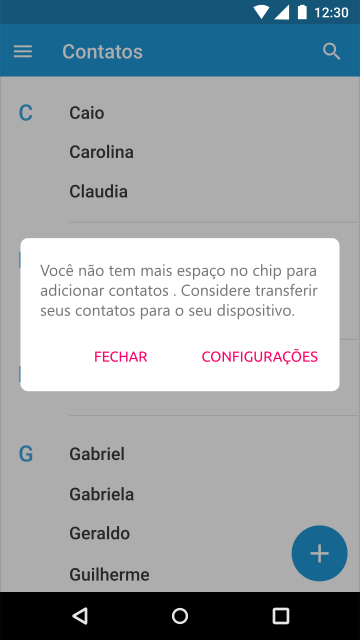 12:30
Contatos
C
Caio
Carolina
Claudia
Você não tem mais espaço no chip para
adicionar contatos . Considere transferir
seus contatos para o seu dispositivo.
FECHAR
CONFIGURAÇÕES
G
Gabriel
Gabriela
Geraldo
Guilherme